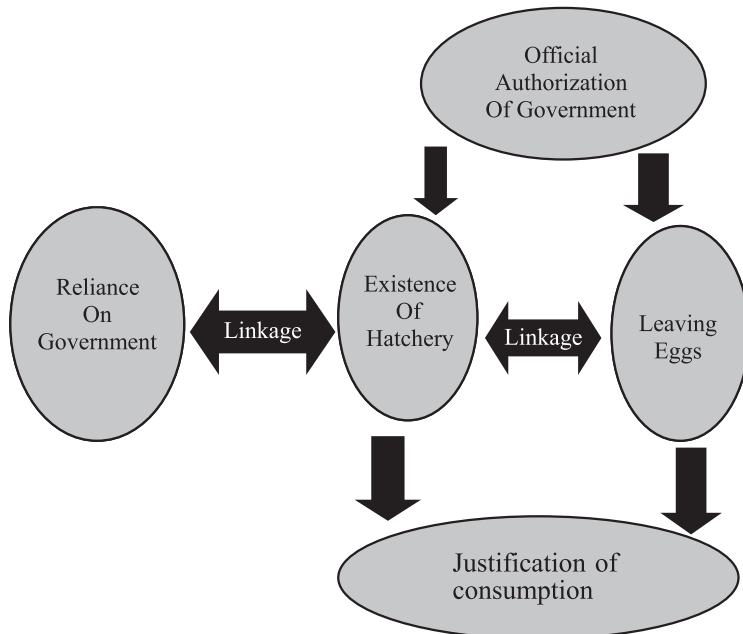 Official
Authorization
Of Government
Reliance
On
Government
Linkage
Existence
Of
Hatchery
Linkage
Leaving
Eggs
Justification of
consumption